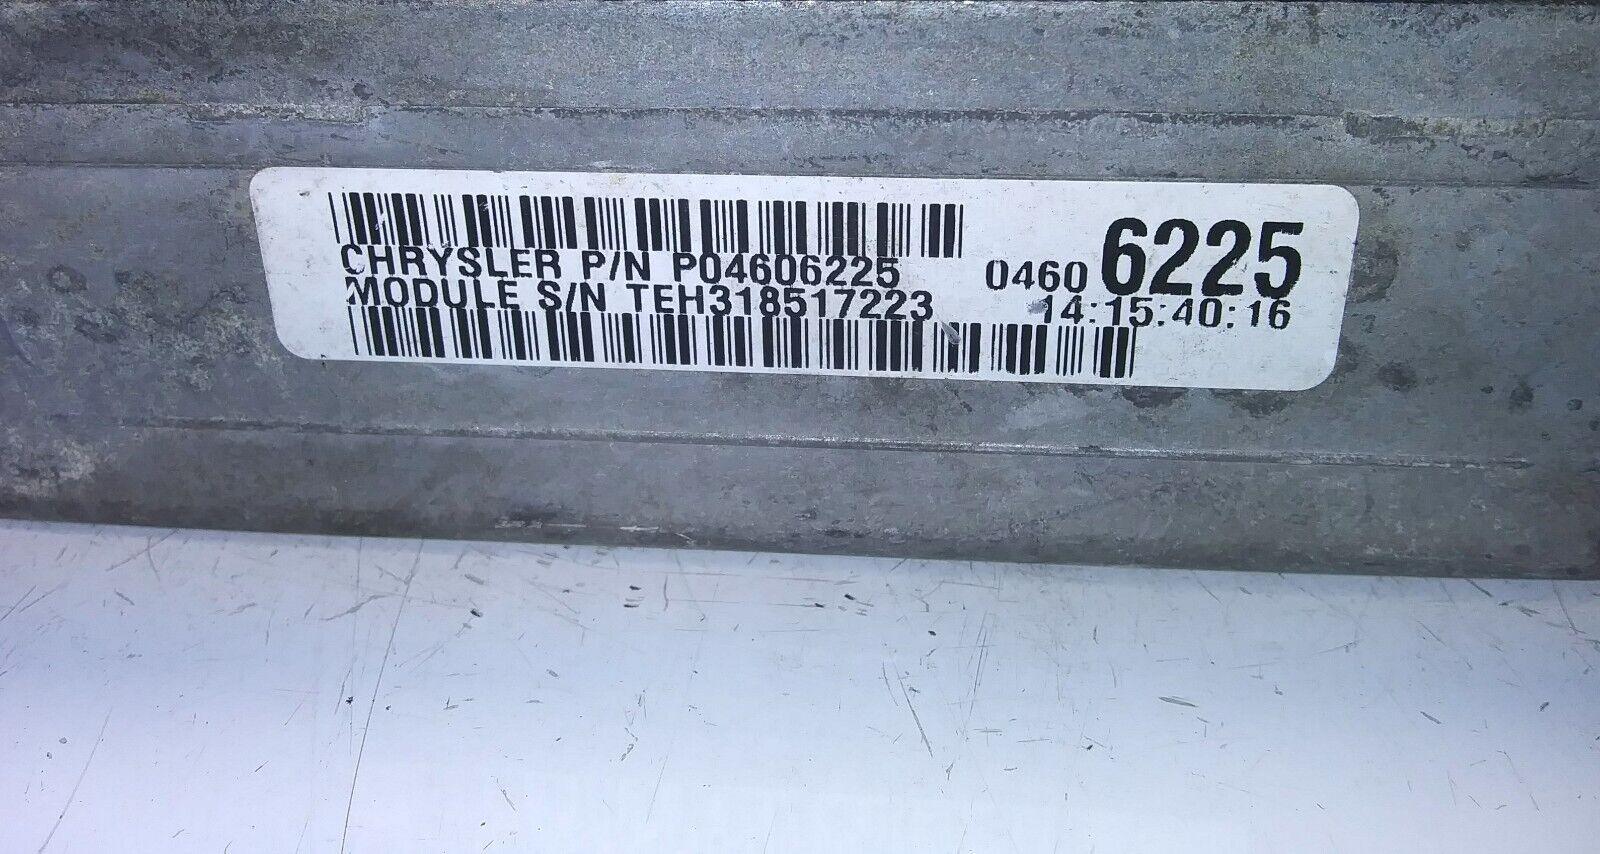 CHRYSLER P/N P04606225 0460 6225
MODULE S/N TEH318517223 14:15:40:16